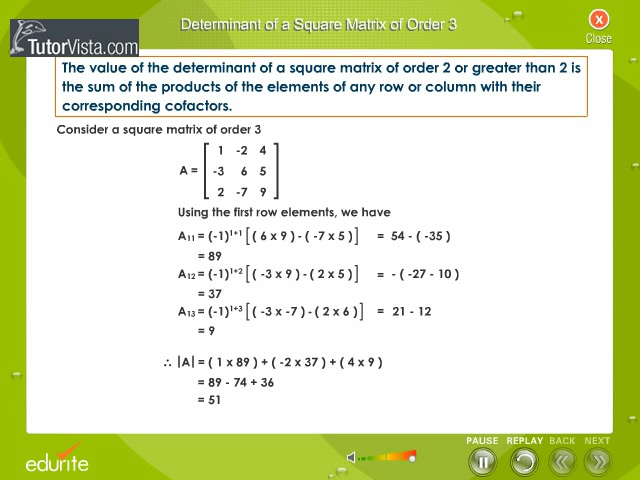 Determinant of a Square Matrix of Order 3
Close
TutorVista.com
The value of the determinant of a square matrix of order 2 or greater than 2 is
the sum of the products of the elements of any row or column with their
corresponding cofactors.
Consider a square matrix of order 3
A = [ 1 -2 4
-3 6 5
2 -7 9 ]
Using the first row elements, we have
A₁₁ = (-1)¹⁺¹ [ ( 6 x 9 ) - ( -7 x 5 ) ] = 54 - ( -35 )
= 89
A₁₂ = (-1)¹⁺² [ ( -3 x 9 ) - ( 2 x 5 ) ] = - ( -27 - 10 )
= 37
A₁₃ = (-1)¹⁺³ [ ( -3 x -7 ) - ( 2 x 6 ) ] = 21 - 12
= 9
∴ |A| = ( 1 x 89 ) + ( -2 x 37 ) + ( 4 x 9 )
= 89 - 74 + 36
= 51
PAUSE REPLAY BACK NEXT
edurite